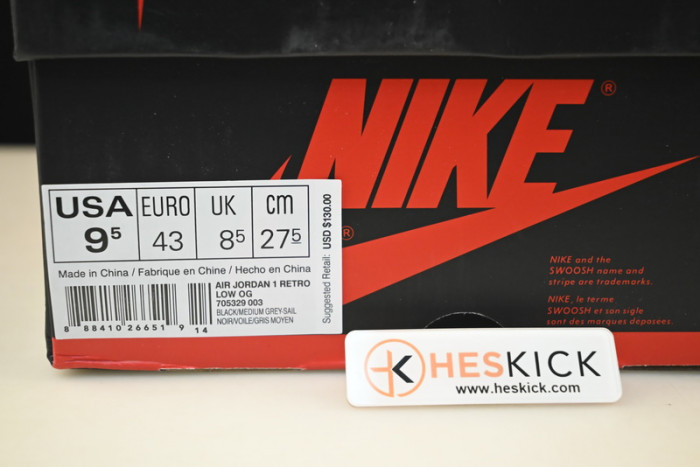 NIKE®
®
USA EURO UK cm
9⁵ 43 8⁵ 27⁵
Suggested Retail: USD $130.00
Made in China / Fabrique en Chine / Hecho en China
AIR JORDAN 1 RETRO
LOW OG
705329 003
BLACK/MEDIUM GREY-SAIL
NOIR/VOILE/GRIS MOYEN
8 88410 26651 9 14
NIKE and the
SWOOSH name and
stripe are trademarks.
NIKE, le terme
SWOOSH et son sigle
sont des marques deposees.
K HESKICK
www.heskick.com